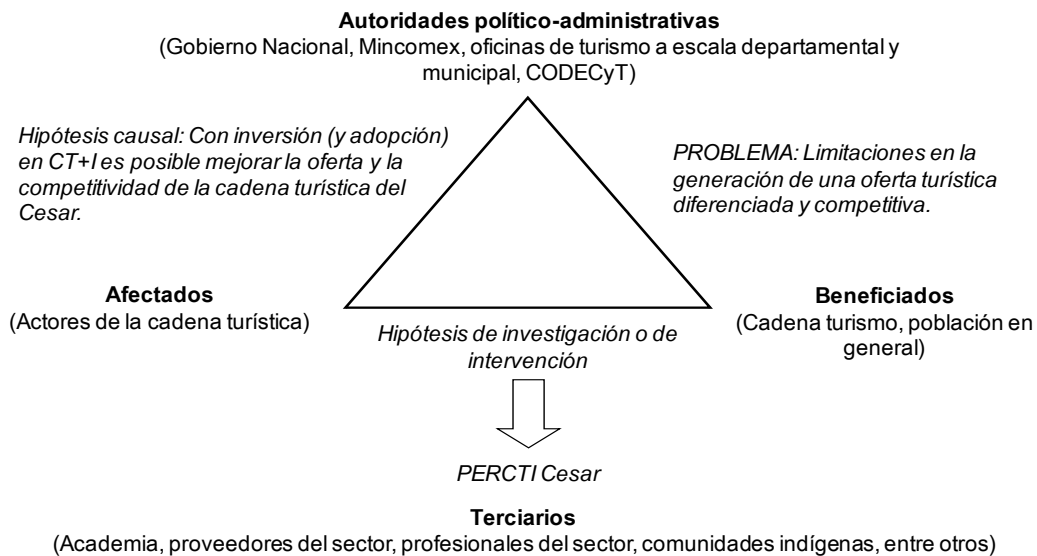 Autoridades político-administrativas
(Gobierno Nacional, Mincomex, oficinas de turismo a escala departamental y
municipal, CODECyT)
Hipótesis causal: Con inversión (y adopción)
en CT+I es posible mejorar la oferta y la
competitividad de la cadena turística del
Cesar.
PROBLEMA: Limitaciones en la
generación de una oferta turística
diferenciada y competitiva.
Afectados
(Actores de la cadena turística)
Beneficiados
(Cadena turismo, población en
general)
Hipótesis de investigación o de
intervención
PERCTI Cesar
Terciarios
(Academia, proveedores del sector, profesionales del sector, comunidades indígenas, entre otros)